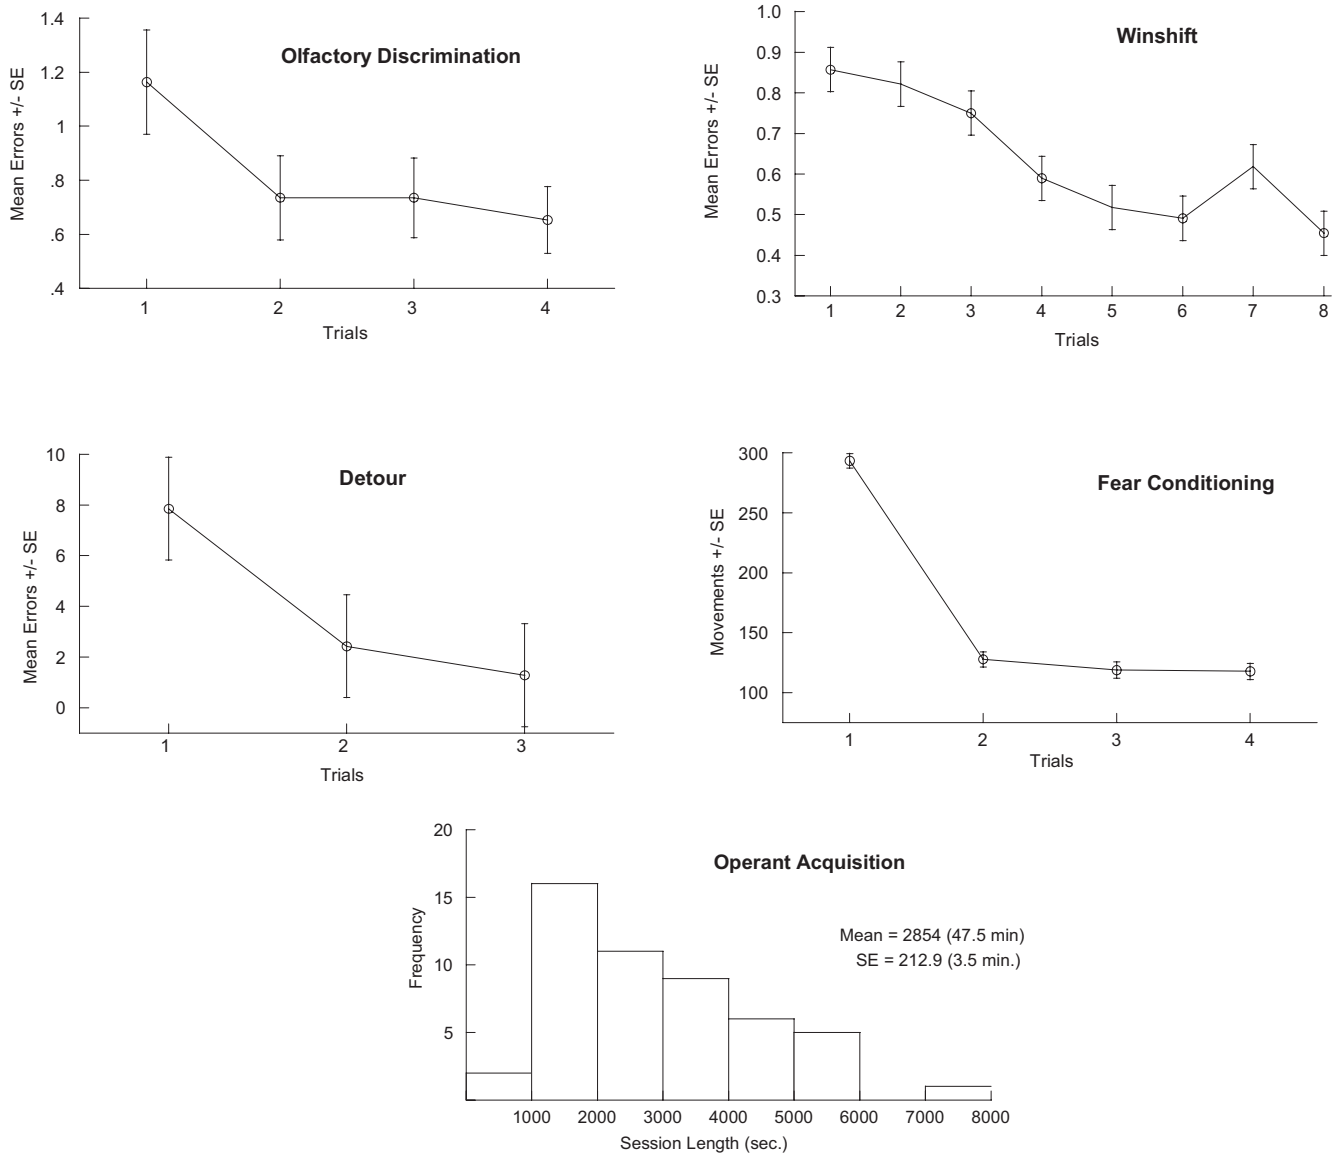 Olfactory Discrimination
Mean Errors +/- SE
1.4
1.2
1
.8
.6
.4
1 2 3 4
Trials
Winshift
Mean Errors +/- SE
1.0
0.9
0.8
0.7
0.6
0.5
0.4
0.3
1 2 3 4 5 6 7 8
Trials
Detour
Mean Errors +/- SE
10
8
6
4
2
0
1 2 3
Trials
Fear Conditioning
Movements +/- SE
300
250
200
150
100
1 2 3 4
Trials
Operant Acquisition
Mean = 2854 (47.5 min)
SE = 212.9 (3.5 min.)
Frequency
20
15
10
5
1000 2000 3000 4000 5000 6000 7000 8000
Session Length (sec.)